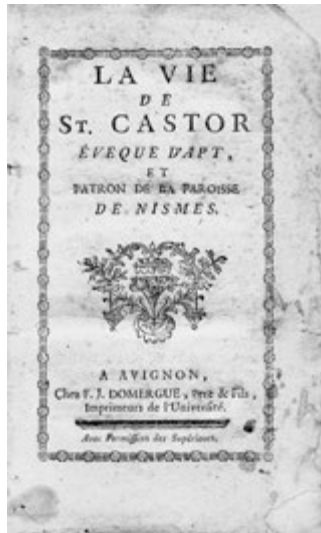 LA VIE
DE
ST. CASTOR
ÉVEQUE D'APT,
ET
PATRON DE LA PAROISSE
DE NISMES.
A AVIGNON,
Chez F. J. DOMERGUE, Pere & Fils,
Imprimeurs de l'Université.
Avec Permission des Supérieurs.